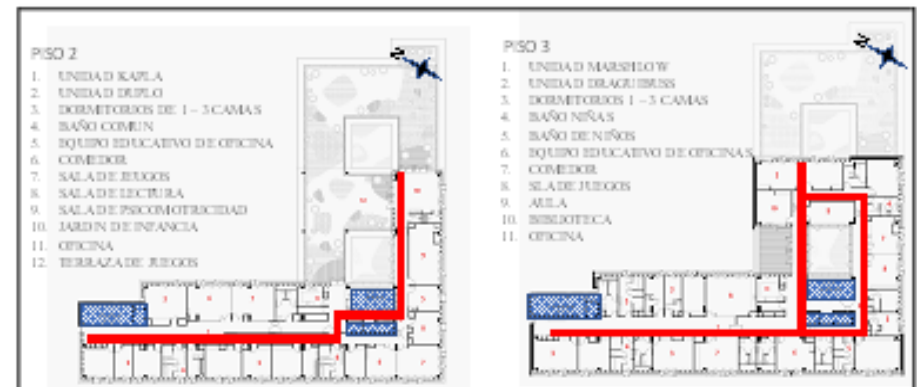 PISO 2
1. UNIDAD KAPLA
2. UNIDAD DUPLO
3. DORMITORIOS DE 1 – 3 CAMAS
4. BAÑO COMUN
5. EQUIPO EDUCATIVO DE OFICINA
6. COMEDOR
7. SALA DE JEUGOS
8. SALA DE LECTURA
9. SALA DE PSICOMOTRICIDAD
10. JARDIN DE INFANCIA
11. OFICINA
12. TERRAZA DE JUEGOS
PISO 3
1. UNIDAD MARSHLOW
2. UNIDAD DRAGUIBUSS
3. DORMITORIOS 1 – 3 CAMAS
4. BAÑO NIÑAS
5. BAÑO DE NIÑOS
6. EQUIPO EDUCATIVO DE OFICINAS
7. COMEDOR
8. SLA DE JUEGOS
9. AULA
10. BIBLIOTECA
11. OFICINA